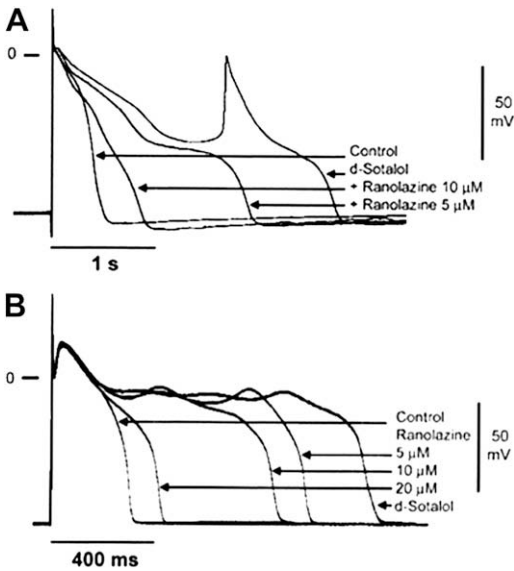 A
0
50
mV
Control
d-Sotalol
+ Ranolazine 10 µM
+ Ranolazine 5 µM
1 s
B
0
Control
Ranolazine
50
mV
5 µM
10 µM
20 µM
d-Sotalol
400 ms